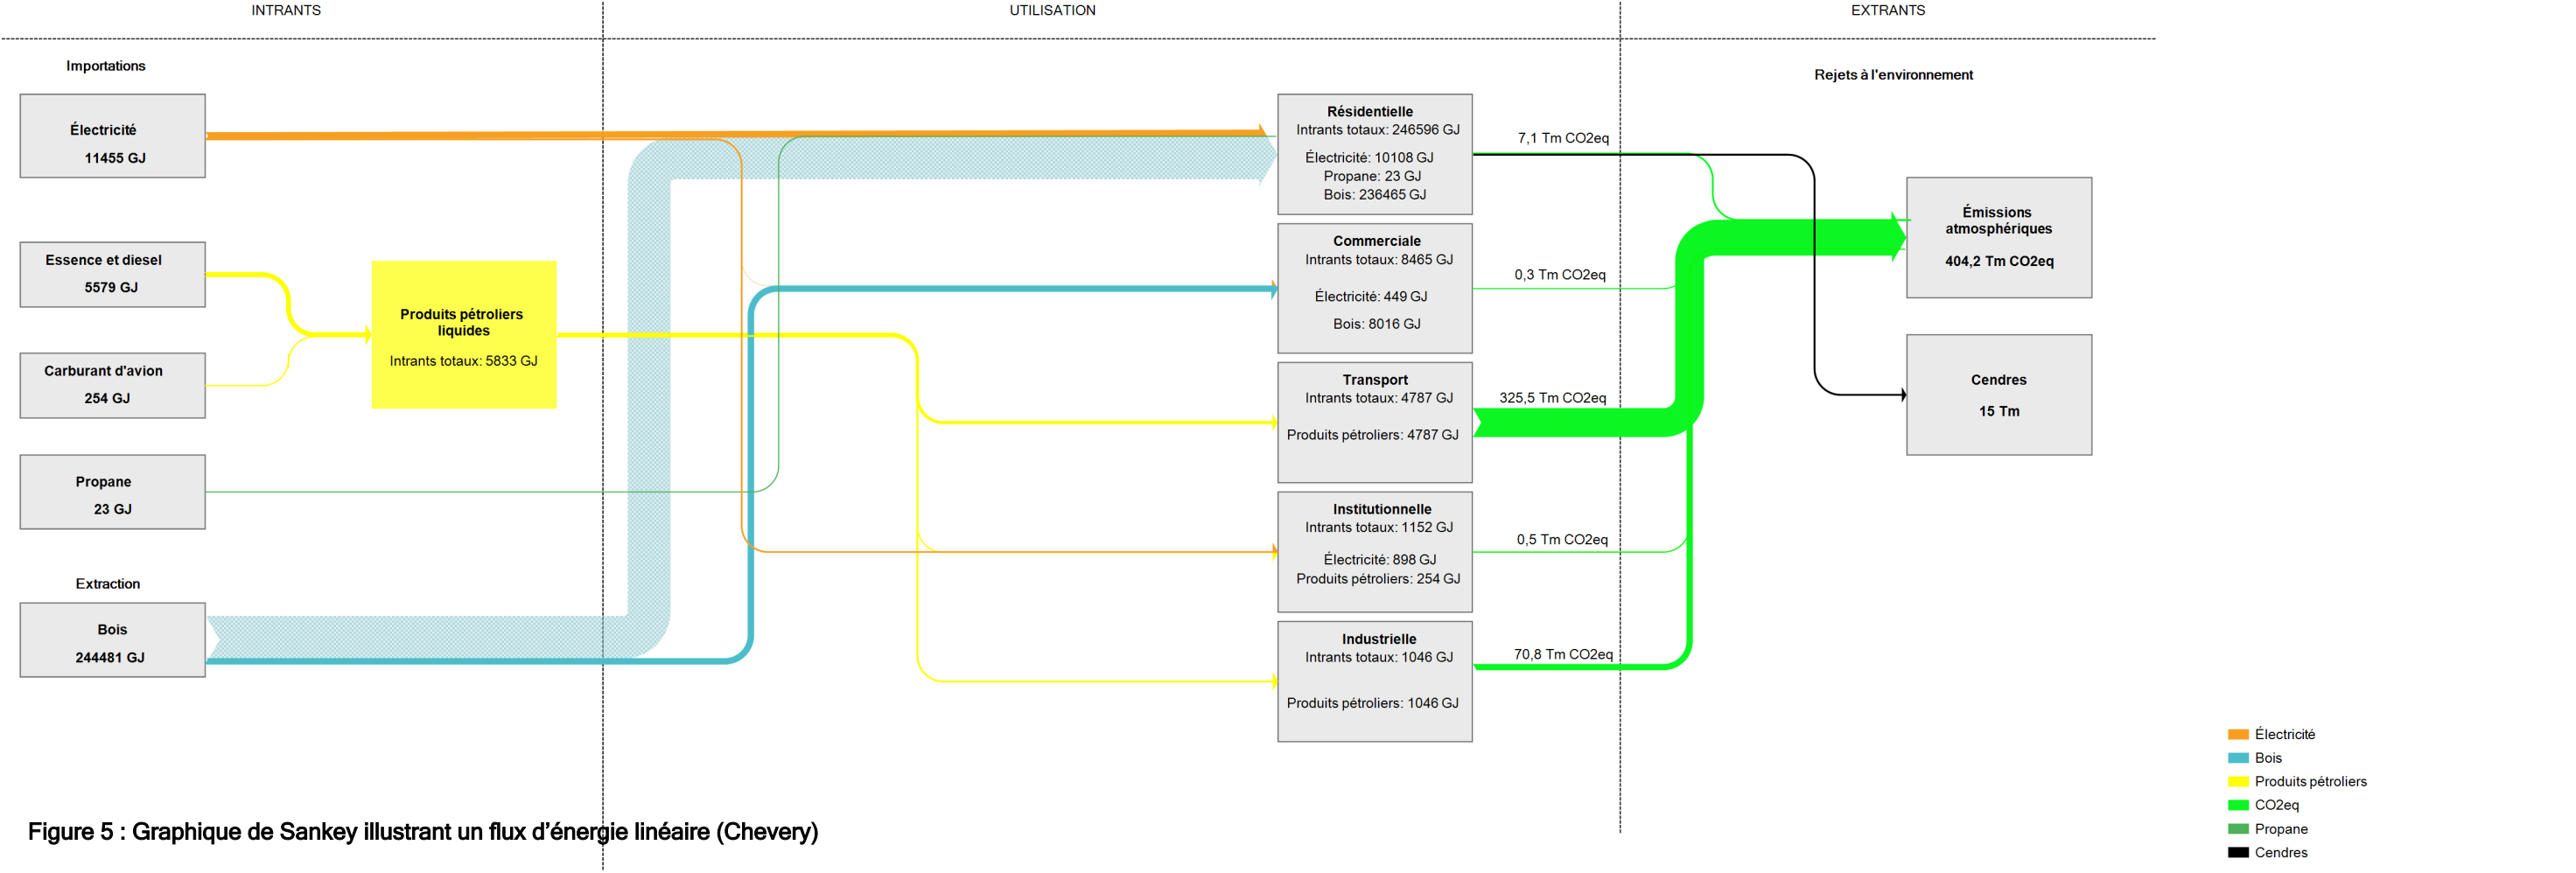 INTRANTS
UTILISATION
EXTRANTS
Importations
Rejets à l'environnement
Électricité
11455 GJ
Essence et diesel
5579 GJ
Carburant d'avion
254 GJ
Propane
23 GJ
Extraction
Bois
244481 GJ
Produits pétroliers
liquides
Intrants totaux: 5833 GJ
Résidentielle
Intrants totaux: 246596 GJ
Électricité: 10108 GJ
Propane: 23 GJ
Bois: 236465 GJ
Commerciale
Intrants totaux: 8465 GJ
Électricité: 449 GJ
Bois: 8016 GJ
Transport
Intrants totaux: 4787 GJ
Produits pétroliers: 4787 GJ
Institutionnelle
Intrants totaux: 1152 GJ
Électricité: 898 GJ
Produits pétroliers: 254 GJ
Industrielle
Intrants totaux: 1046 GJ
Produits pétroliers: 1046 GJ
7,1 Tm CO2eq
0,3 Tm CO2eq
325,5 Tm CO2eq
0,5 Tm CO2eq
70,8 Tm CO2eq
Émissions
atmosphériques
404,2 Tm CO2eq
Cendres
15 Tm
Électricité
Bois
Produits pétroliers
CO2eq
Propane
Cendres
Figure 5 : Graphique de Sankey illustrant un flux d'énergie linéaire (Chevery)